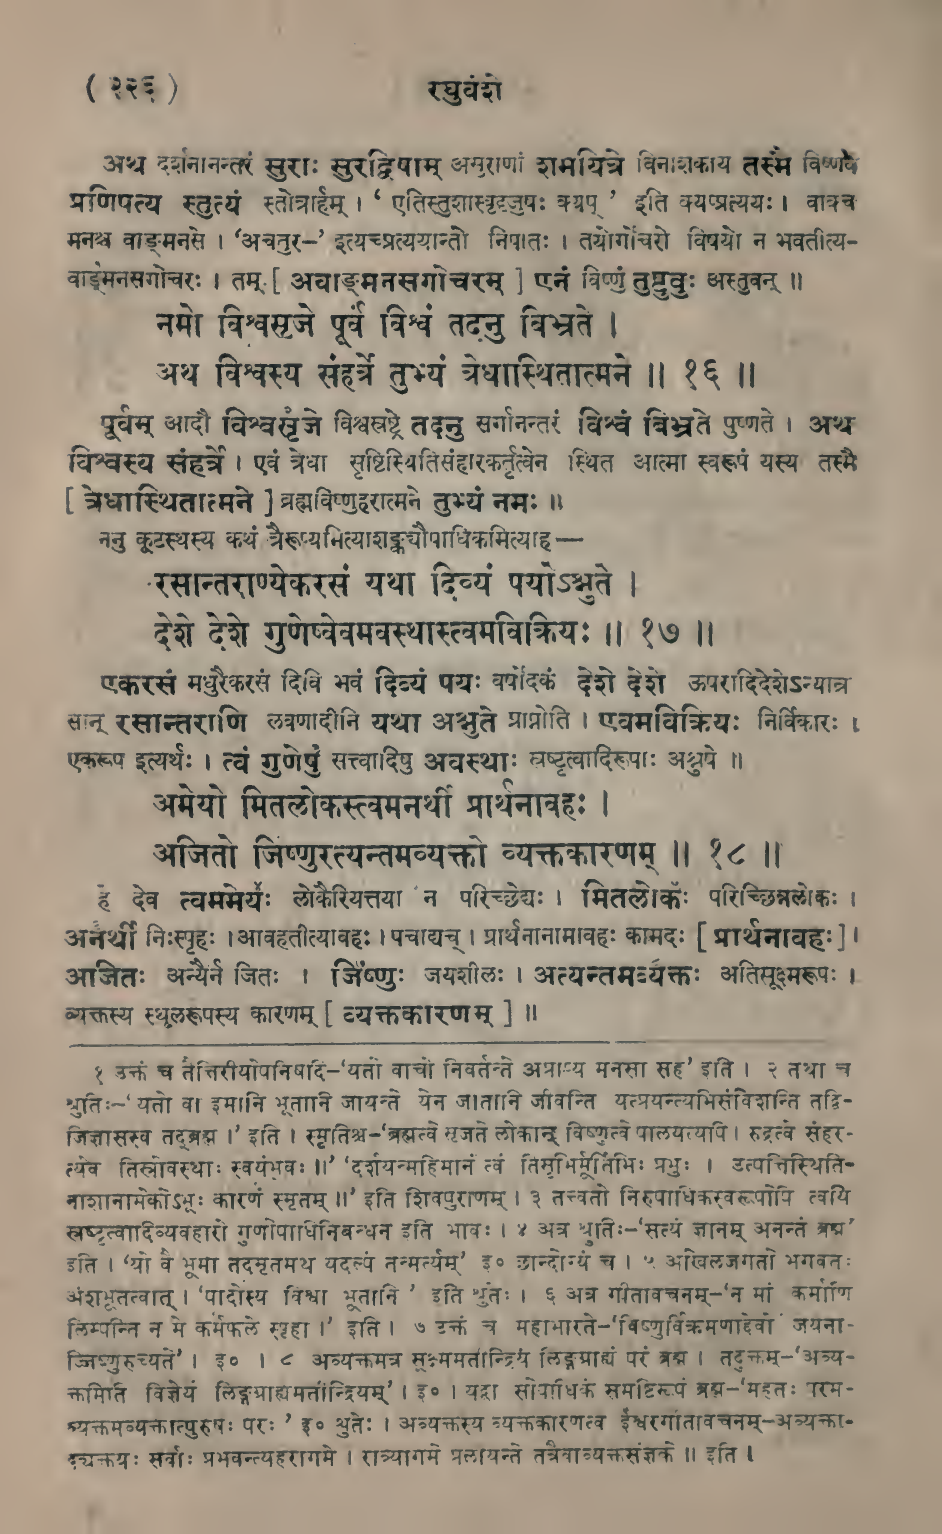 ( २२६ ) रघुवंशे
अथ दर्शनानन्तरं सुराः सुरद्विषाम् असुराणां शमयित्रे विनाशकाय तस्मै विष्णवे
प्रणिपत्य स्तुत्यं स्तोत्रार्हम् । ‘ एतिस्तुशास्वृदृजुषः क्यप् ’ इति क्यप्प्रत्ययः । वाक्च
मनश्च वाङ्मनसे । ‘अचतुर–’ इत्यच्प्रत्ययान्तो निपातः । तयोर्गोचरो विषयो न भवतीत्य-
वाङ्मनसगोचरः । तम् [ अवाङ्मनसगोचरम् ] एनं विष्णुं तुष्टुवुः अस्तुवन् ॥
नमो विश्वसृजे पूर्वं विश्वं तदनु विभ्रते ।
अथ विश्वस्य संहर्त्रे तुभ्यं त्रेधास्थितात्मने ॥ १६ ॥
पूर्वम् आदौ विश्वसृजे विश्वस्रष्ट्रे तदनु सर्गानन्तरं विश्वं बिभ्रते पुष्णते । अथ
विश्वस्य संहर्त्रे । एवं त्रेधा सृष्टिस्थितिसंहारकर्तृत्वेन स्थित आत्मा स्वरूपं यस्य तस्मै
[ त्रेधास्थितात्मने ] ब्रह्मविष्णुहरात्मने तुभ्यं नमः ॥
ननु कूटस्थस्य कथं त्रैरूप्यमित्याशङ्क्यौपाधिकमित्याह—
रसान्तराण्येकरसं यथा दिव्यं पयोऽश्नुते ।
देशे देशे गुणेष्वेवमवस्थास्त्वमविक्रियः ॥ १७ ॥
एकरसं मधुरैकरसं दिवि भवं दिव्यं पयः वर्षोदकं देशे देशे ऊषरादिदेशेऽन्यान्र
सान् रसान्तराणि लवणादीनि यथा अश्नुते प्राप्नोति । एवमविक्रियः निर्विकारः ।
एकरूप इत्यर्थः । त्वं गुणेषु सत्त्वादिषु अवस्थाः स्रष्टृत्वादिरूपाः अश्नुषे ॥
अमेयो मितलोकस्त्वमनर्थी प्रार्थनावहः ।
अजितो जिष्णुरत्यन्तमव्यक्तो व्यक्तकारणम् ॥ १८ ॥
हे देव त्वममेयः लोकैरियत्तया न परिच्छेद्यः । मितलोकः परिच्छिन्नलोकः ।
अनर्थी निःस्पृहः । आवहतीत्यावहः । पचाद्यच् । प्रार्थनानामावहः कामदः [ प्रार्थनावहः ] ।
अजितः अन्यैर्न जितः । जिष्णुः जयशीलः । अत्यन्तमव्यक्तः अतिसूक्ष्मरूपः ।
व्यक्तस्य स्थूलरूपस्य कारणम् [ व्यक्तकारणम् ] ॥
१ उक्तं च तैत्तिरीयोपनिषदि–‘यतो वाचो निवर्तन्ते अप्राप्य मनसा सह’ इति । २ तथा च
श्रुतिः–‘ यतो वा इमानि भूतानि जायन्ते येन जातानि जीवन्ति यत्प्रयन्त्यभिसंविशन्ति तद्वि-
जिज्ञासस्व तद्ब्रह्म ।’ इति । स्मृतिश्च–‘ब्रह्मत्वे सृजते लोकान् विष्णुत्वे पालयत्यपि । रुद्रत्वे संहर-
त्येव तिस्रोवस्थाः स्वयंभुवः ॥’ ‘दर्शयन्महिमानं त्वं तिसृभिर्मूर्तिभिः प्रभुः । उत्पत्तिस्थिति-
नाशानामेकोऽभूः कारणं स्मृतम् ॥’ इति शिवपुराणम् । ३ तत्त्वतो निरुपाधिकस्वरूपोपि त्वयि
स्रष्टृत्वादिव्यवहारो गुणोपाधिनिबन्धन इति भावः । ४ अत्र श्रुतिः–‘सत्यं ज्ञानम् अनन्तं ब्रह्म’
इति । ‘यो वै भूमा तदमृतमथ यदल्पं तन्मर्त्यम्’ इ० छान्दोग्यं च । ५ अखिलजगतो भगवतः
अंशभूतत्वात् । ‘पादोस्य विश्वा भूतानि ’ इति श्रुतेः । ६ अत्र गीतावचनम्–‘न मां कर्माणि
लिम्पन्ति न मे कर्मफले स्पृहा ।’ इति । ७ उक्तं च महाभारते–‘विष्णुर्विक्रमणाद्देवो जयना-
ज्जिष्णुरुच्यते’ । इ० । ८ अव्यक्तमत्र सूक्ष्ममतीन्द्रियं लिङ्गग्राह्यं परं ब्रह्म । तदुक्तम्–‘अव्य-
क्तमिति विज्ञेयं लिङ्गग्राह्यमतीन्द्रियम्’ । इ० । यद्वा सोपाधिकं समष्टिरूपं ब्रह्म–‘महतः परम-
व्यक्तमव्यक्तात्पुरुषः परः ’ इ० श्रुतेः । अव्यक्तस्य व्यक्तकारणत्व ईश्वरगीतावचनम्–अव्यक्ता-
द्व्यक्तयः सर्वाः प्रभवन्त्यहरागमे । रात्र्यागमे प्रलीयन्ते तत्रैवाव्यक्तसंज्ञके ॥ इति ।